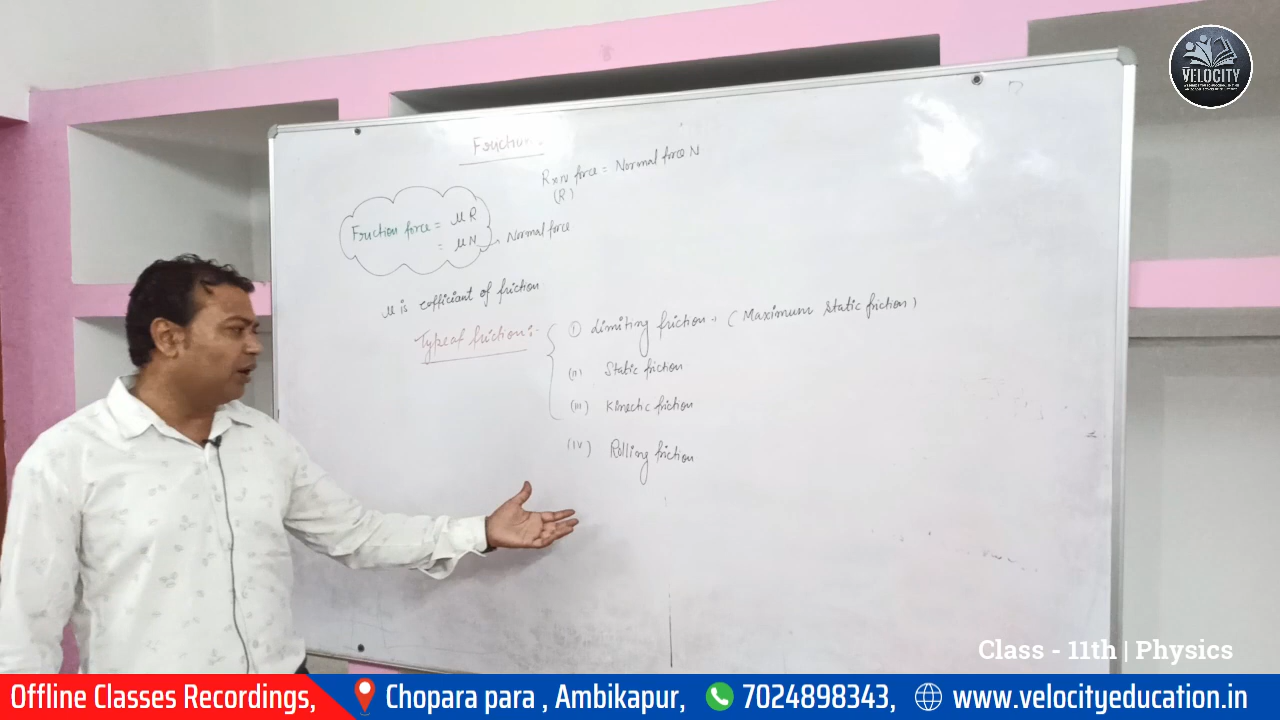 VELOCITY
Friction :
Rxn force = Normal force N
(R)
Friction force = μR
= μN → Normal force
μ is cofficiant of friction
Type of friction :-
(I) Limiting friction → ( Maximum Static friction )
(II) Static friction
(III) Kinectic friction
(IV) Rolling friction
Class - 11th | Physics
Offline Classes Recordings, Chopara para , Ambikapur, 7024898343, www.velocityeducation.in